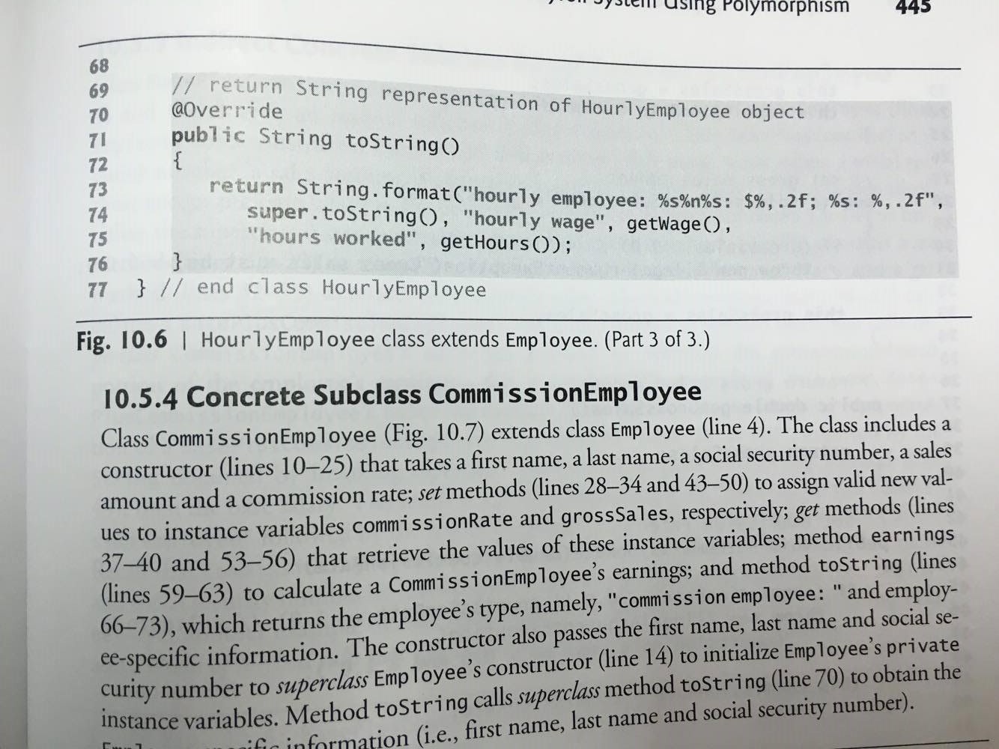 System Using Polymorphism 445
68
69 // return String representation of HourlyEmployee object
70 @Override
71 public String toString()
72 {
73 return String.format("hourly employee: %s%n%s: $%,.2f; %s: %,.2f",
74 super.toString(), "hourly wage", getWage(),
75 "hours worked", getHours());
76 }
77 } // end class HourlyEmployee
Fig. 10.6 | HourlyEmployee class extends Employee. (Part 3 of 3.)
10.5.4 Concrete Subclass CommissionEmployee
Class CommissionEmployee (Fig. 10.7) extends class Employee (line 4). The class includes a
constructor (lines 10–25) that takes a first name, a last name, a social security number, a sales
amount and a commission rate; set methods (lines 28–34 and 43–50) to assign valid new val-
ues to instance variables commissionRate and grossSales, respectively; get methods (lines
37–40 and 53–56) that retrieve the values of these instance variables; method earnings
(lines 59–63) to calculate a CommissionEmployee's earnings; and method toString (lines
66–73), which returns the employee's type, namely, "commission employee: " and employ-
ee-specific information. The constructor also passes the first name, last name and social se-
curity number to superclass Employee's constructor (line 14) to initialize Employee's private
instance variables. Method toString calls superclass method toString (line 70) to obtain the
information (i.e., first name, last name and social security number).